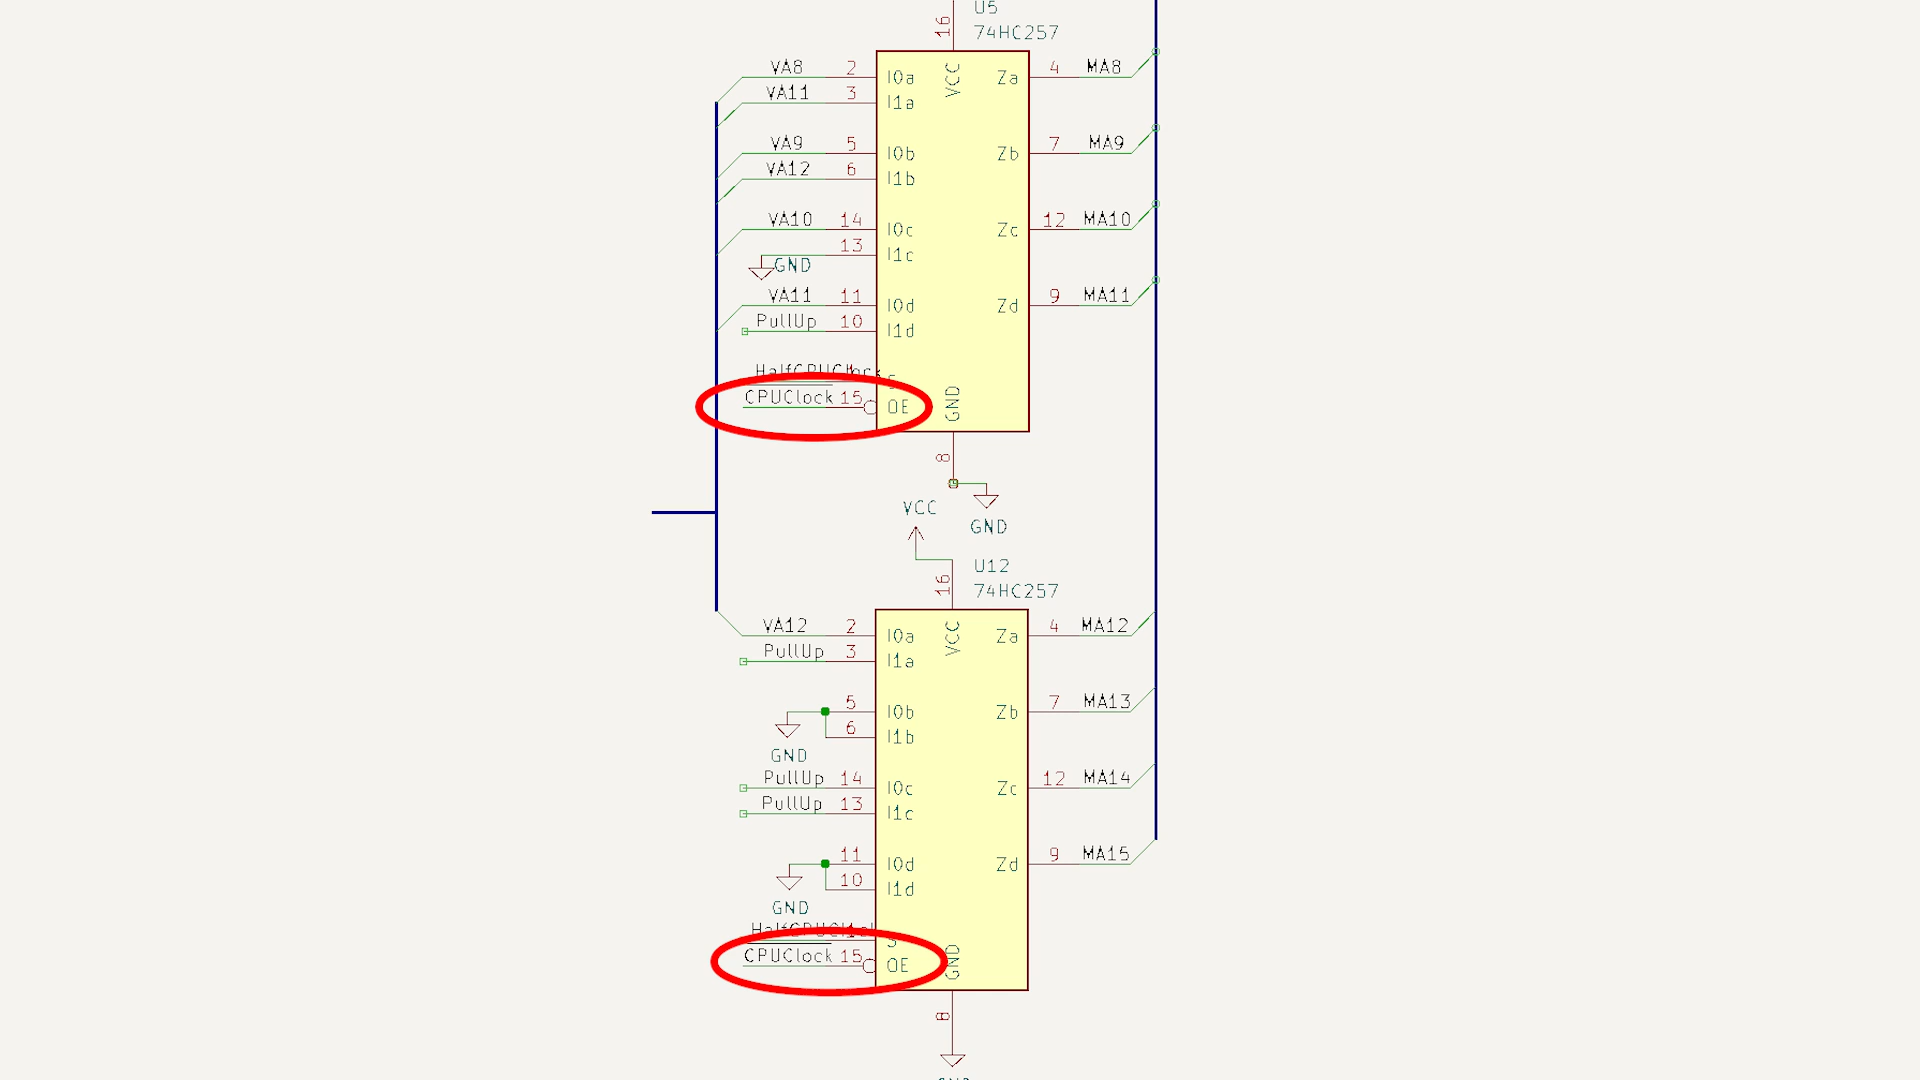 U5
74HC257
16
VA8 2 I0a VCC Za 4 MA8
VA11 3 I1a
VA9 5 I0b Zb 7 MA9
VA12 6 I1b
VA10 14 I0c Zc 12 MA10
13 I1c
GND
VA11 11 I0d Zd 9 MA11
PullUp 10 I1d
HalfCPUClock
CPUClock 15 OE GND
8
VCC
GND
U12
74HC257
16
VA12 2 I0a VCC Za 4 MA12
PullUp 3 I1a
5 I0b Zb 7 MA13
6 I1b
GND
PullUp 14 I0c Zc 12 MA14
PullUp 13 I1c
11 I0d Zd 9 MA15
10 I1d
GND
HalfCPUClock
S
CPUClock 15 OE GND
8